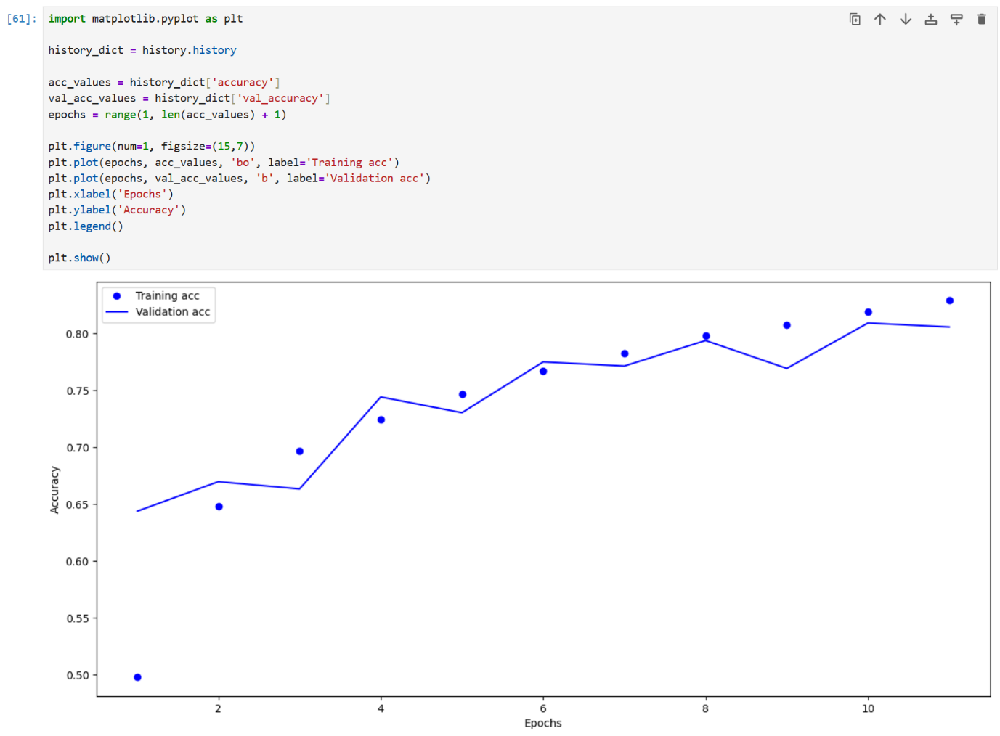 [61]: import matplotlib.pyplot as plt
history_dict = history.history
acc_values = history_dict['accuracy']
val_acc_values = history_dict['val_accuracy']
epochs = range(1, len(acc_values) + 1)
plt.figure(num=1, figsize=(15,7))
plt.plot(epochs, acc_values, 'bo', label='Training acc')
plt.plot(epochs, val_acc_values, 'b', label='Validation acc')
plt.xlabel('Epochs')
plt.ylabel('Accuracy')
plt.legend()
plt.show()
Training acc
Validation acc
0.80
0.75
0.70
0.65
0.60
0.55
0.50
Accuracy
2 4 6 8 10
Epochs